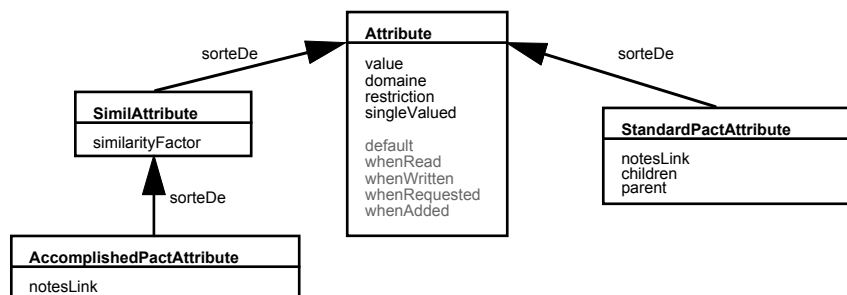 Attribute
sorteDe
sorteDe
value
domaine
restriction
singleValued
default
whenRead
whenWritten
whenRequested
whenAdded
SimilAttribute
similarityFactor
StandardPactAttribute
notesLink
children
parent
sorteDe
AccomplishedPactAttribute
notesLink